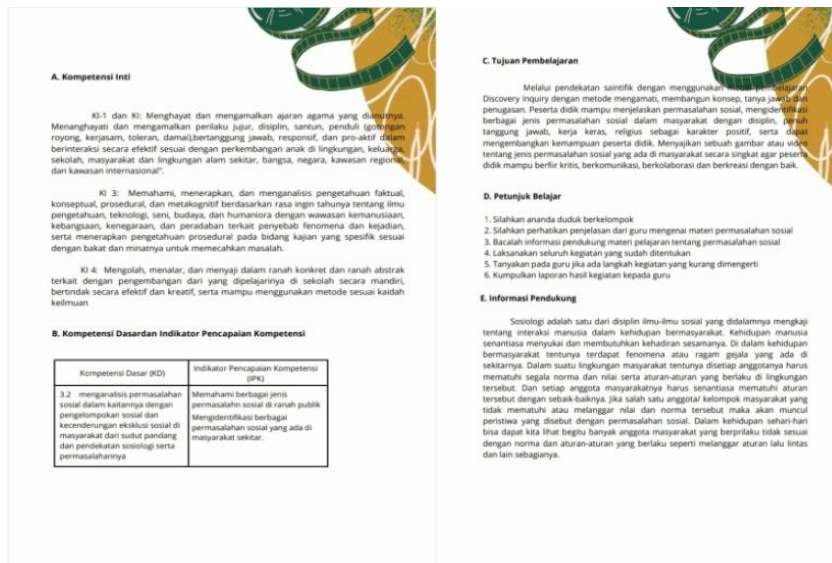 A. Kompetensi Inti
KI-1 dan KI: Menghayat dan mengamalkan ajaran agama yang dianutnya.
Menanghayati dan mengamalkan perilaku jujur, disiplin, santun, penduli (gotongan
royong, kerjasam, toleran, damai),bertanggung jawab, responsif, dan pro-aktif dalam
berinteraksi secara efektif sesuai dengan perkembangan anak di lingkungan, keluarga,
sekolah, masyarakat dan lingkungan alam sekitar, bangsa, negara, kawasan regional,
dan kawasan internasional".
KI 3: Memahami, menerapkan, dan menganalisis pengetahuan faktual,
konseptual, prosedural, dan metakognitif berdasarkan rasa ingin tahunya tentang ilmu
pengetahuan, teknologi, seni, budaya, dan humaniora dengan wawasan kemanusiaan,
kebangsaan, kenegaraan, dan peradaban terkait penyebab fenomena dan kejadian,
serta menerapkan pengetahuan prosedural pada bidang kajian yang spesifik sesuai
dengan bakat dan minatnya untuk memecahkan masalah.
KI 4: Mengolah, menalar, dan menyaji dalam ranah konkret dan ranah abstrak
terkait dengan pengembangan dari yang dipelajarinya di sekolah secara mandiri,
bertindak secara efektif dan kreatif, serta mampu menggunakan metode sesuai kaidah
keilmuan
B. Kompetensi Dasardan Indikator Pencapaian Kompetensi
Kompetensi Dasar (KD)
Indikator Pencapaian Kompetensi
(IPK)
3.2 menganalisis permasalahan
sosial dalam kaitannya dengan
pengelompokan sosial dan
kecenderungan eksklusi sosial di
masyarakat dari sudut pandang
dan pendekatan sosiologi serta
permasalahannya
Memahami berbagai jenis
permasalahn sosial di ranah publik
Mengidentifikasi berbagai
permasalahan sosial yang ada di
masyarakat sekitar.
C. Tujuan Pembelajaran
Melalui pendekatan saintifik dengan menggunakan model pembelajaran
Discovery Inquiry dengan metode mengamati, membangun konsep, tanya jawab dan
penugasan. Peserta didik mampu menjelaskan permasalahan sosial, mengidentifikasi
berbagai jenis permasalahan sosial dalam masyarakat dengan disiplin, penuh
tanggung jawab, kerja keras, religius sebagai karakter positif, serta dapat
mengembangkan kemampuan peserta didik. Menyajikan sebuah gambar atau video
tentang jenis permasalahan sosial yang ada di masyarakat secara singkat agar peserta
didik mampu berfiir kritis, berkomunikasi, berkolaborasi dan berkreasi dengan baik.
D. Petunjuk Belajar
1. Silahkan ananda duduk berkelompok
2. Silahkan perhatikan penjelasan dari guru mengenai materi permasalahan sosial
3. Bacalah informasi pendukung materi pelajaran tentang permasalahan sosial
4. Laksanakan seluruh kegiatan yang sudah ditentukan
5. Tanyakan pada guru jika ada langkah kegiatan yang kurang dimengerti
6. Kumpulkan laporan hasil kegiatan kepada guru
E. Informasi Pendukung
Sosiologi adalah satu dari disiplin ilmu-ilmu sosial yang didalamnya mengkaji
tentang interaksi manusia dalam kehidupan bermasyarakat. Kehidupan manusia
senantiasa menyukai dan membutuhkan kehadiran sesamanya. Di dalam kehidupan
bermasyarakat tentunya terdapat fenomena atau ragam gejala yang ada di
sekitarnya. Dalam suatu lingkungan masyarakat tentunya disetiap anggotanya harus
mematuhi segala norma dan nilai serta aturan-aturan yang berlaku di lingkungan
tersebut. Dan setiap anggota masyarakatnya harus senantiasa mematuhi aturan
tersebut dengan sebaik-baiknya. Jika salah satu anggota/ kelompok masyarakat yang
tidak mematuhi atau melanggar nilai dan norma tersebut maka akan muncul
peristiwa yang disebut dengan permasalahan sosial. Dalam kehidupan sehari-hari
bisa dapat kita lihat begitu banyak anggota masyarakat yang berprilaku tidak sesuai
dengan norma dan aturan-aturan yang berlaku seperti melanggar aturan lalu lintas
dan lain sebagianya.